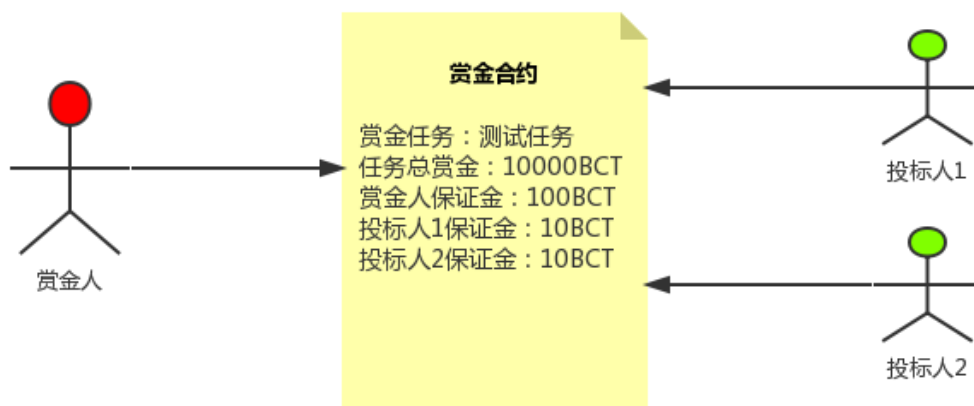 赏金合约
赏金任务：测试任务
任务总赏金：10000BCT
赏金人保证金：100BCT
投标人1保证金：10BCT
投标人2保证金：10BCT
赏金人
投标人1
投标人2